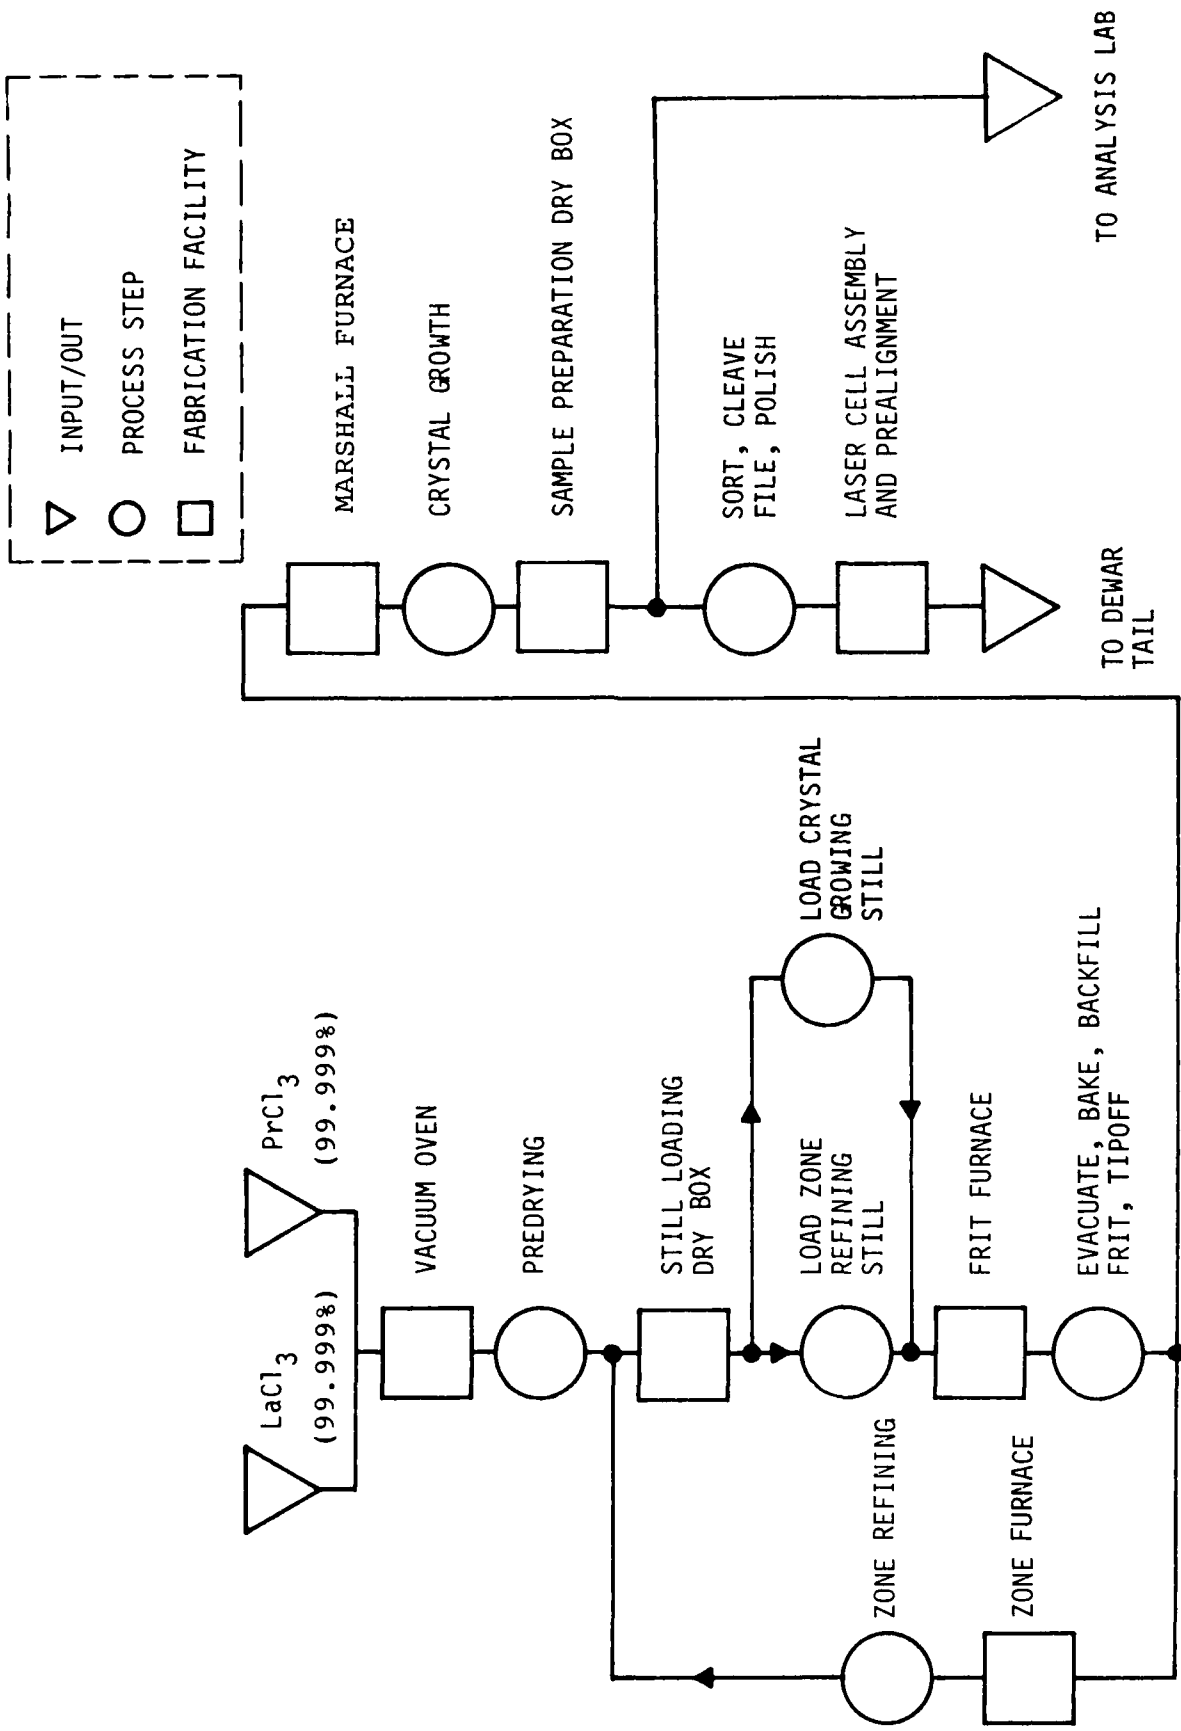 INPUT/OUT
PROCESS STEP
FABRICATION FACILITY
LaCl3
(99.999%)
PrCl3
(99.999%)
VACUUM OVEN
PREDRYING
STILL LOADING
DRY BOX
LOAD ZONE
REFINING
STILL
LOAD CRYSTAL
GROWING
STILL
FRIT FURNACE
EVACUATE, BAKE, BACKFILL
FRIT, TIPOFF
ZONE REFINING
ZONE FURNACE
MARSHALL FURNACE
CRYSTAL GROWTH
SAMPLE PREPARATION DRY BOX
SORT, CLEAVE
FILE, POLISH
LASER CELL ASSEMBLY
AND PREALIGNMENT
TO DEWAR
TAIL
TO ANALYSIS LAB